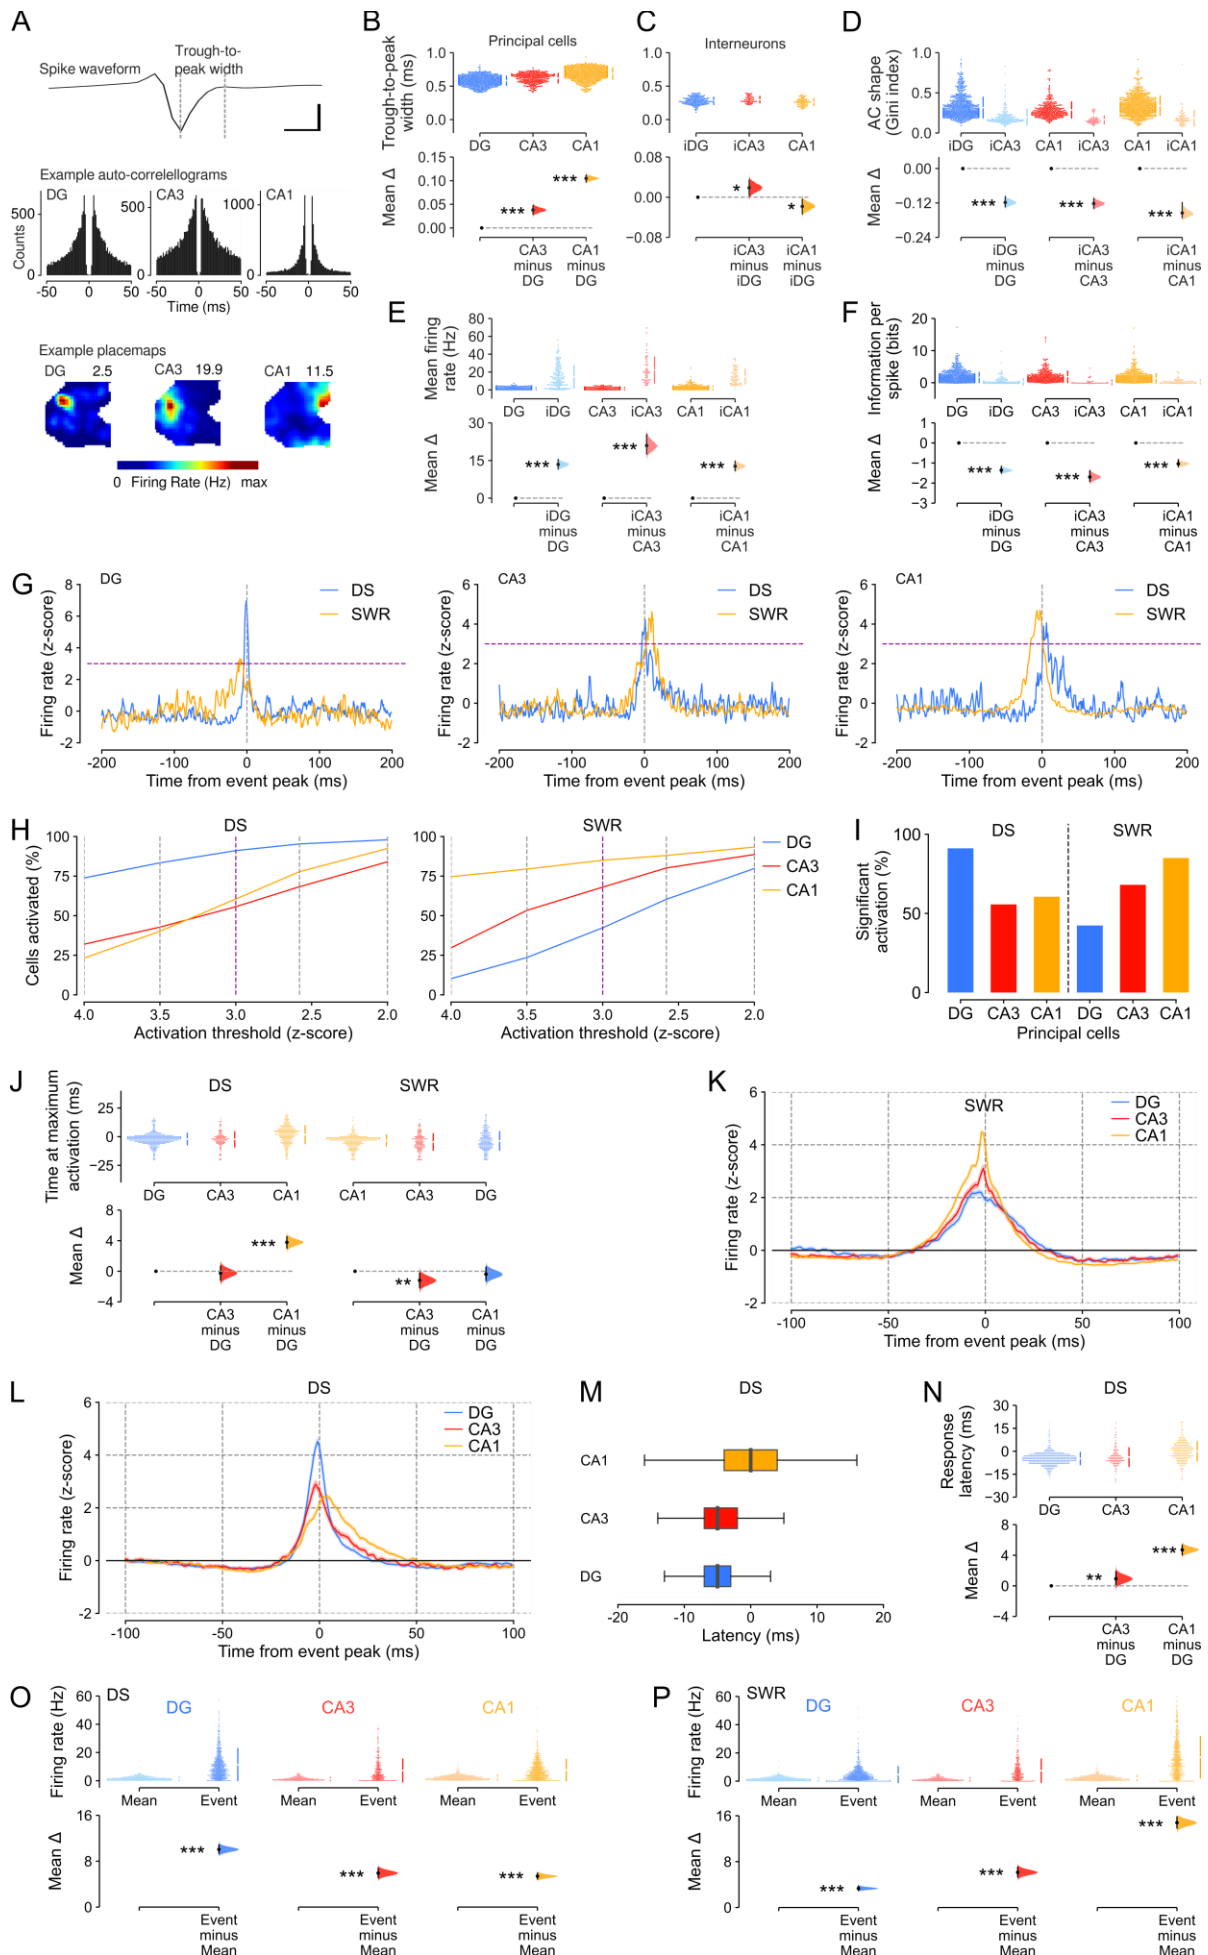 A
Spike waveform
Trough-to-
peak width
Example auto-correlellograms
DG
CA3
CA1
500
500
1000
0
0
0
Counts
-50 0 50
-50 0 50
-50 0 50
Time (ms)
Example placemaps
DG 2.5
CA3 19.9
CA1 11.5
0 Firing Rate (Hz) max
B
Principal cells
Trough-to-peak
width (ms)
1.0
0.5
0.0
DG CA3 CA1
Mean Δ
0.15
0.10
0.05
0.00
***
***
CA3
minus
DG
CA1
minus
DG
C
Interneurons
1.0
0.5
0.0
iDG iCA3 CA1
0.08
0.00
−0.08
*
*
iCA3
minus
iDG
iCA1
minus
iDG
D
AC shape
(Gini index)
1.0
0.5
0.0
iDG iDG CA1 iCA3 CA1 iCA1
Mean Δ
0.00
−0.12
−0.24
***
***
***
iDG
minus
DG
iCA3
minus
CA3
iCA1
minus
CA1
E
Mean firing
rate (Hz)
80
60
40
20
0
DG iDG CA3 iCA3 CA1 iCA1
Mean Δ
30
15
0
***
***
***
iDG
minus
DG
iCA3
minus
CA3
iCA1
minus
CA1
F
Information per
spike (bits)
20
10
0
DG iDG CA3 iCA3 CA1 iCA1
Mean Δ
1
0
−1
−2
−3
***
***
***
iDG
minus
DG
iCA3
minus
CA3
iCA1
minus
CA1
G
DG
DS
SWR
Firing rate (z-score)
8
6
4
2
0
-2
-200 -100 0 100 200
Time from event peak (ms)
CA3
DS
SWR
Firing rate (z-score)
6
4
2
0
-2
-200 -100 0 100 200
Time from event peak (ms)
CA1
DS
SWR
Firing rate (z-score)
6
4
2
0
-2
-200 -100 0 100 200
Time from event peak (ms)
H
DS
Cells activated (%)
100
75
50
25
0
4.0 3.5 3.0 2.5 2.0
Activation threshold (z-score)
SWR
100
75
50
25
0
4.0 3.5 3.0 2.5 2.0
Activation threshold (z-score)
DG
CA3
CA1
I
DS
SWR
Significant
activation (%)
100
50
0
DG CA3 CA1 DG CA3 CA1
Principal cells
J
DS
SWR
Time at maximum
activation (ms)
25
0
−25
DG CA3 CA1 CA1 CA3 DG
Mean Δ
8
4
0
−4
***
**
CA3
minus
DG
CA1
minus
DG
CA3
minus
DG
CA1
minus
DG
K
SWR
DG
CA3
CA1
Firing rate (z-score)
6
4
2
0
-2
-100 -50 0 50 100
Time from event peak (ms)
L
DS
DG
CA3
CA1
Firing rate (z-score)
6
4
2
0
-2
-100 -50 0 50 100
Time from event peak (ms)
M
DS
CA1
CA3
DG
-20 -10 0 10 20
Latency (ms)
N
DS
Response
latency (ms)
30
15
0
−15
−30
DG CA3 CA1
Mean Δ
8
4
0
−4
**
***
CA3
minus
DG
CA1
minus
DG
O
DS
DG
CA3
CA1
Firing rate (Hz)
60
40
20
0
Mean Event Mean Event Mean Event
Mean Δ
16
8
0
***
***
***
Event
minus
Mean
Event
minus
Mean
Event
minus
Mean
P
SWR
DG
CA3
CA1
Firing rate (Hz)
60
40
20
0
Mean Event Mean Event Mean Event
Mean Δ
16
8
0
***
***
***
Event
minus
Mean
Event
minus
Mean
Event
minus
Mean